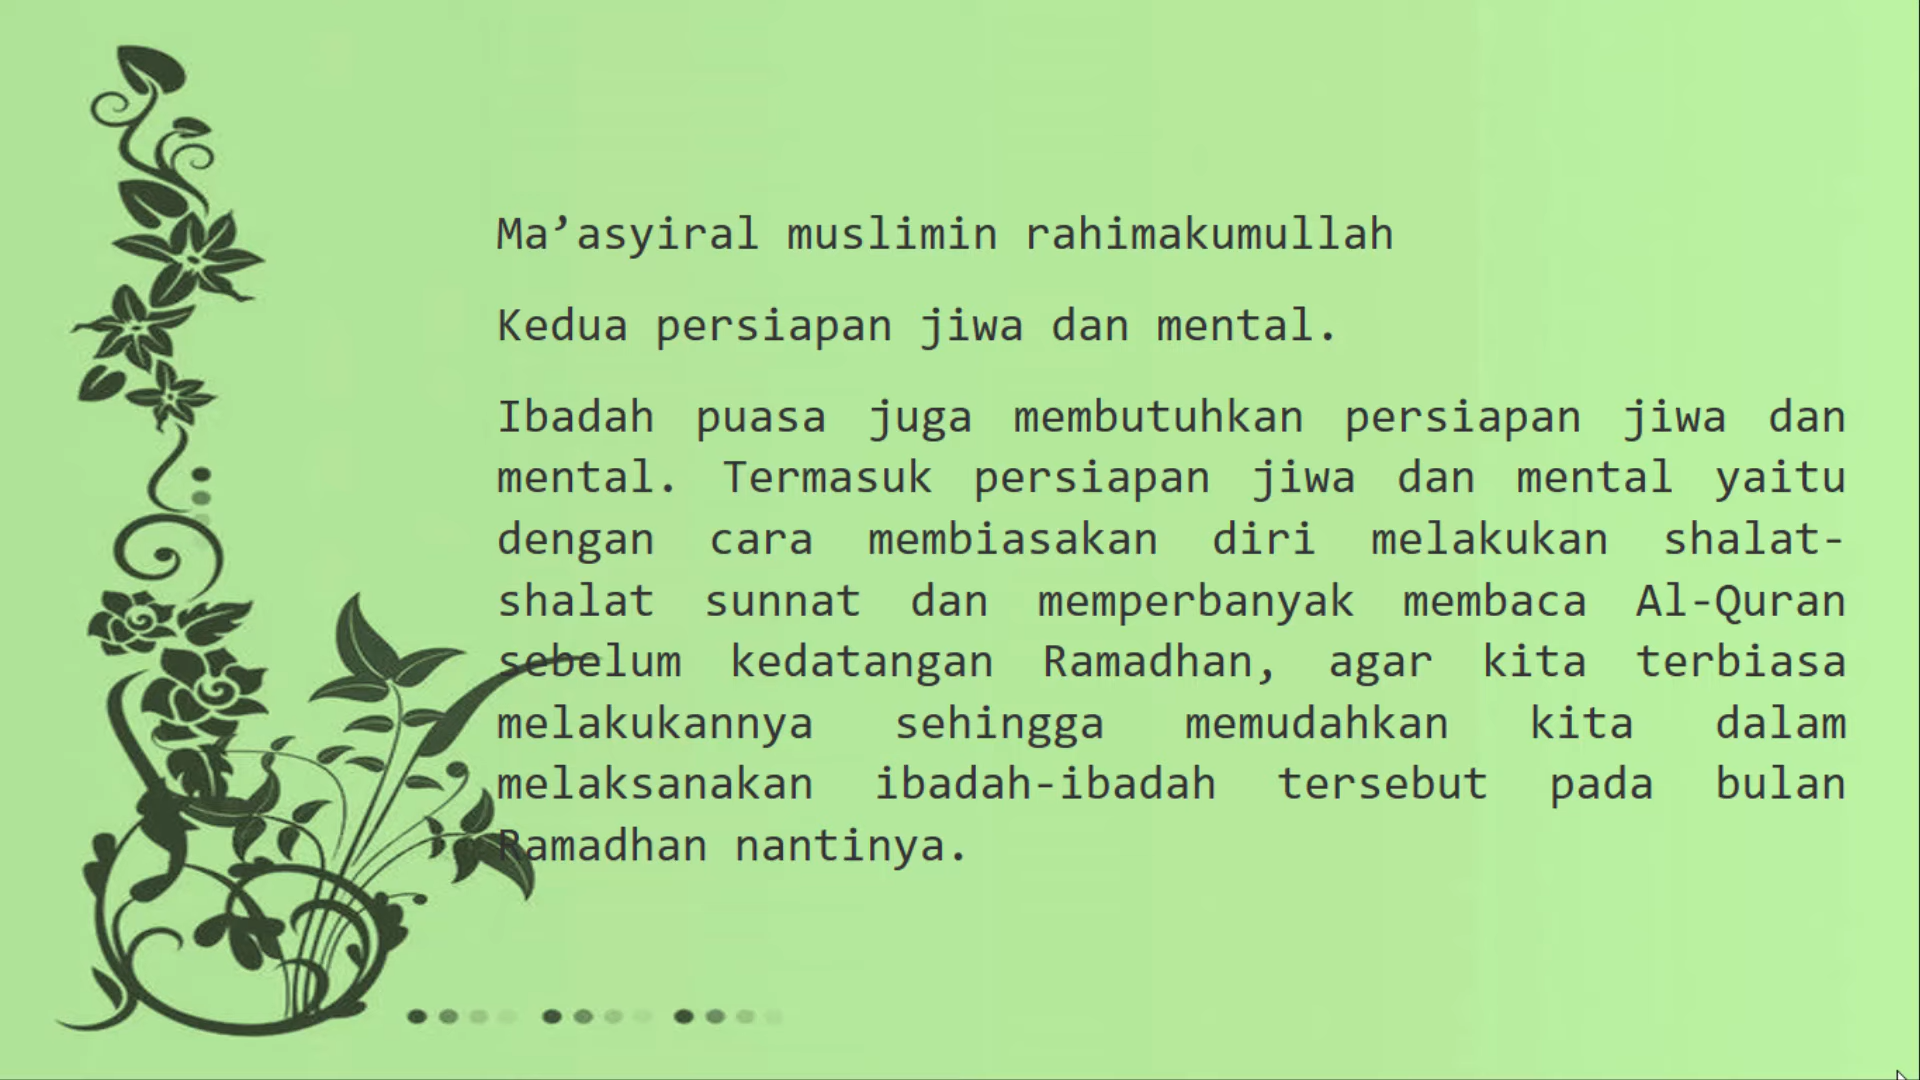 Ma’asyiral muslimin rahimakumullah
Kedua persiapan jiwa dan mental.
Ibadah puasa juga membutuhkan persiapan jiwa dan
mental. Termasuk persiapan jiwa dan mental yaitu
dengan cara membiasakan diri melakukan shalat-
shalat sunnat dan memperbanyak membaca Al-Quran
sebelum kedatangan Ramadhan, agar kita terbiasa
melakukannya sehingga memudahkan kita dalam
melaksanakan ibadah-ibadah tersebut pada bulan
Ramadhan nantinya.